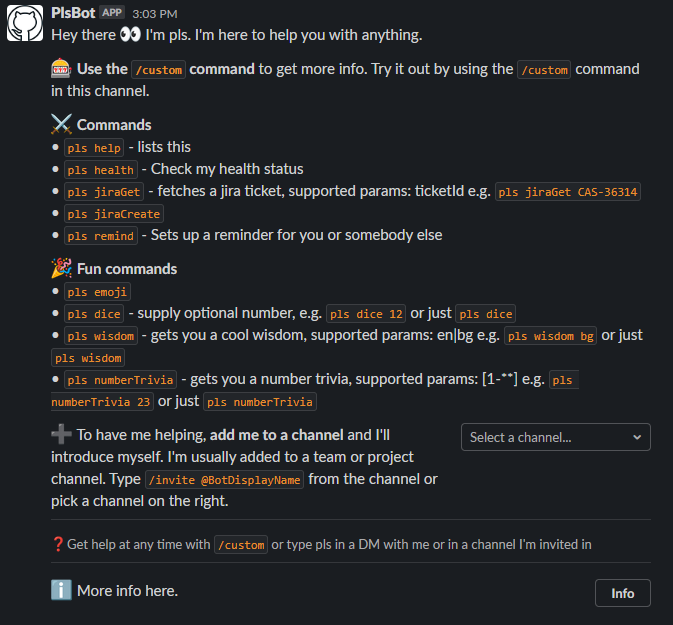 PlsBot APP 3:03 PM
Hey there 👀 I'm pls. I'm here to help you with anything.
Use the /custom command to get more info. Try it out by using the /custom command
in this channel.
Commands
• pls help - lists this
• pls health - Check my health status
• pls jiraGet - fetches a jira ticket, supported params: ticketId e.g. pls jiraGet CAS-36314
• pls jiraCreate
• pls remind - Sets up a reminder for you or somebody else
Fun commands
• pls emoji
• pls dice - supply optional number, e.g. pls dice 12 or just pls dice
• pls wisdom - gets you a cool wisdom, supported params: en|bg e.g. pls wisdom bg or just
pls wisdom
• pls numberTrivia - gets you a number trivia, supported params: [1-**] e.g. pls
numberTrivia 23 or just pls numberTrivia
➕ To have me helping, add me to a channel and I'll
introduce myself. I'm usually added to a team or project
channel. Type /invite @BotDisplayName from the channel or
pick a channel on the right.
Select a channel...
❓Get help at any time with /custom or type pls in a DM with me or in a channel I'm invited in
ℹ️ More info here.
Info